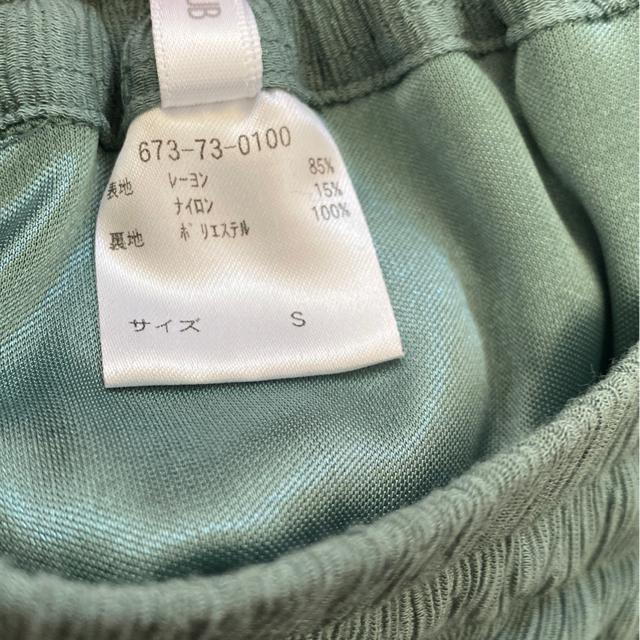 673-73-0100
表地 レーヨン 85%
ナイロン 15%
裏地 ポリエステル 100%
サイズ S